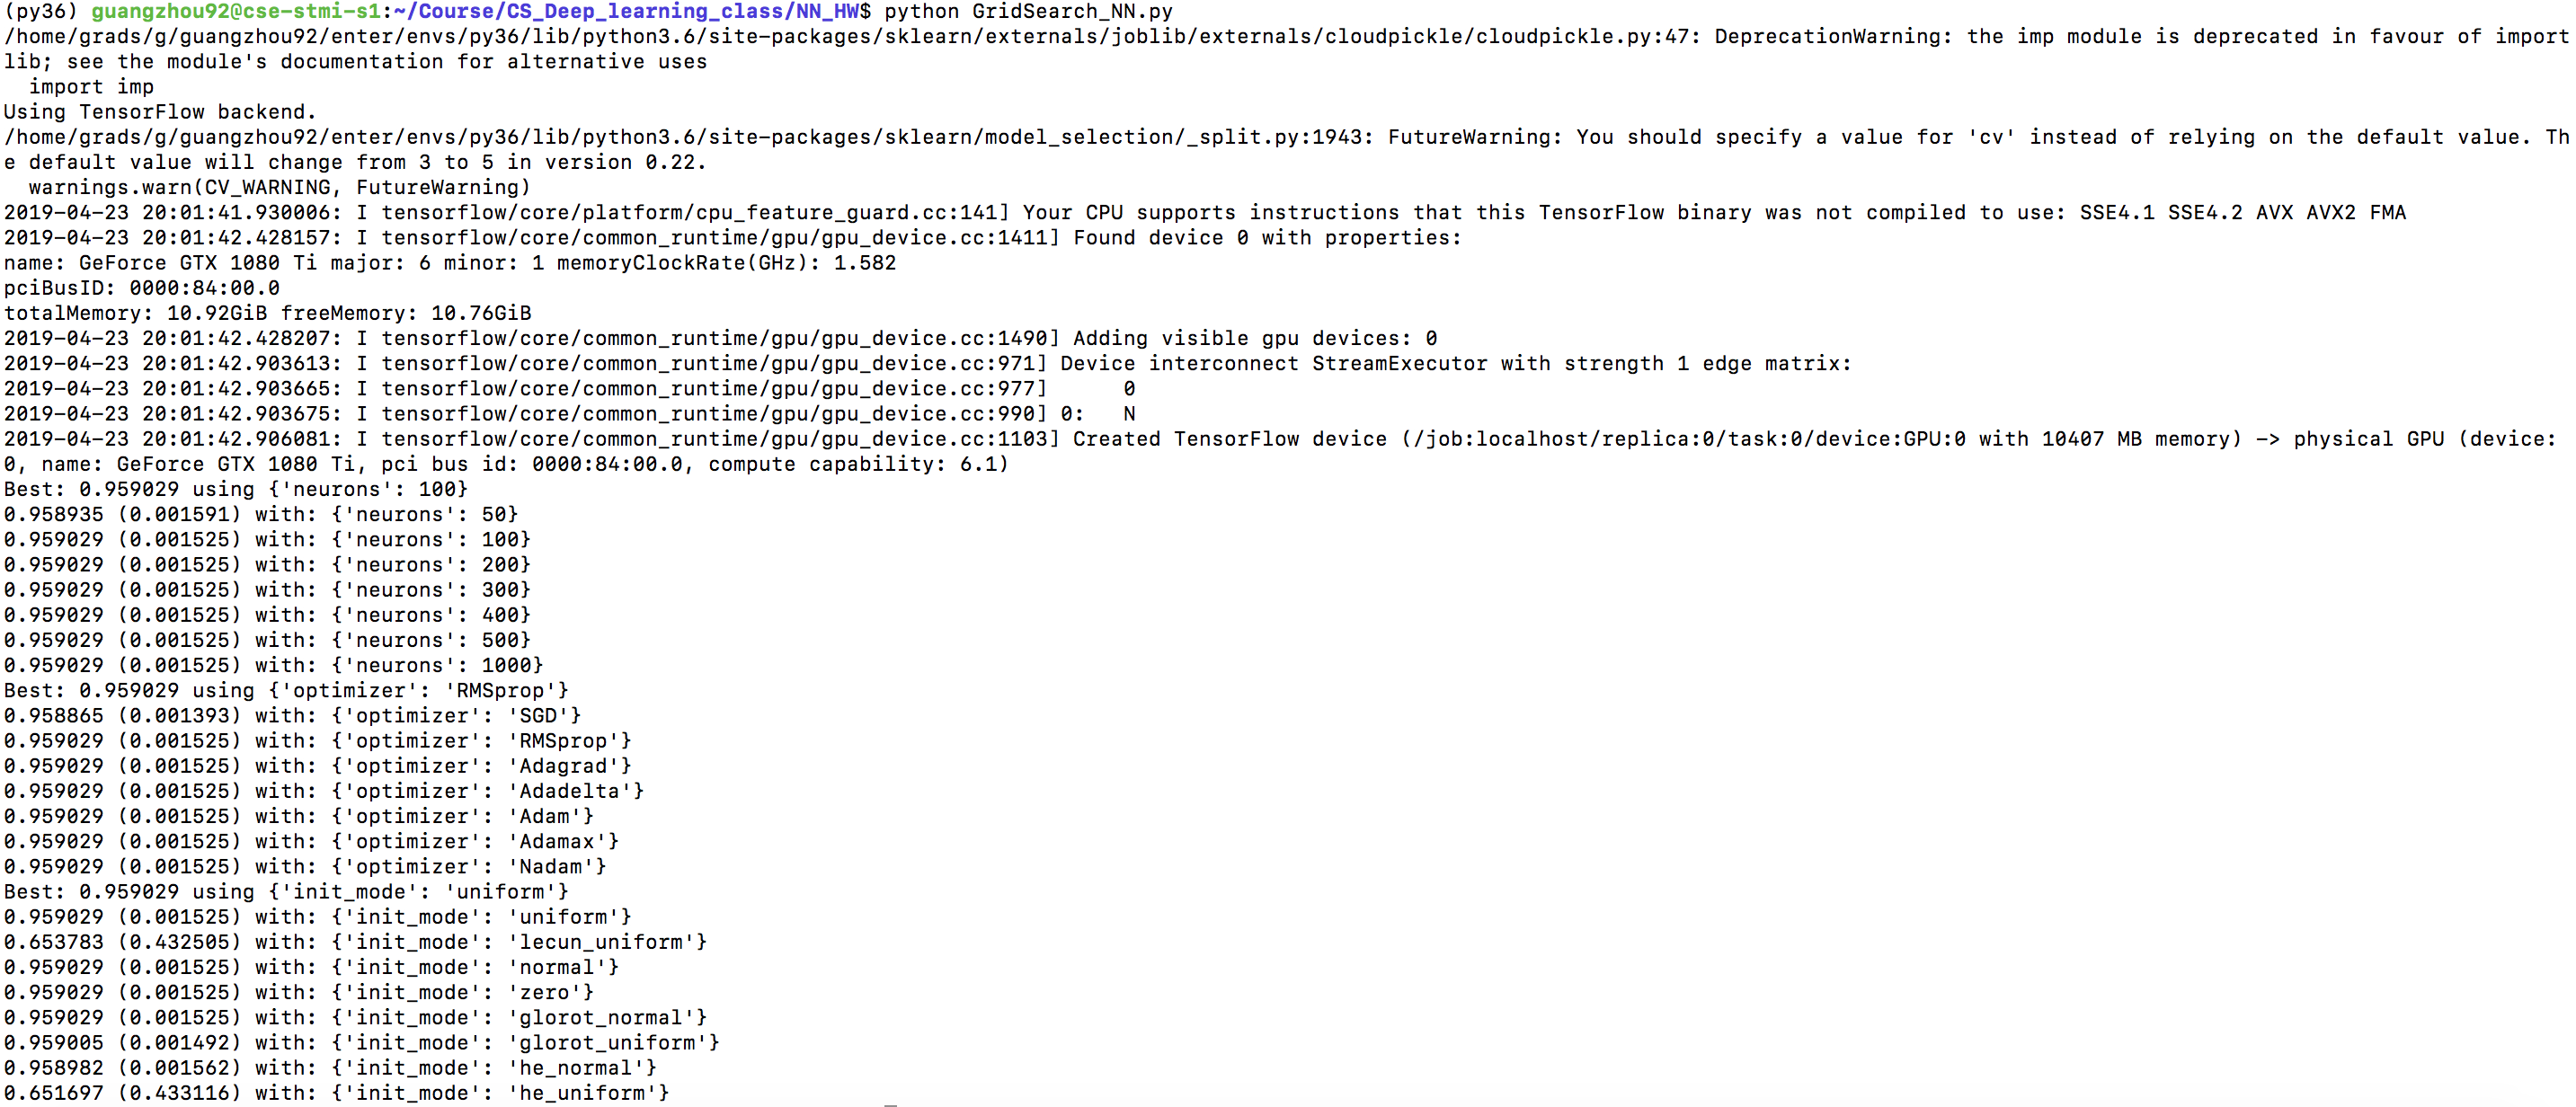 (py36) guangzhou92@cse-stmi-s1:~/Course/CS_Deep_learning_class/NN_HW$ python GridSearch_NN.py
/home/grads/g/guangzhou92/enter/envs/py36/lib/python3.6/site-packages/sklearn/externals/joblib/externals/cloudpickle/cloudpickle.py:47: DeprecationWarning: the imp module is deprecated in favour of import
lib; see the module's documentation for alternative uses
  import imp
Using TensorFlow backend.
/home/grads/g/guangzhou92/enter/envs/py36/lib/python3.6/site-packages/sklearn/model_selection/_split.py:1943: FutureWarning: You should specify a value for 'cv' instead of relying on the default value. Th
e default value will change from 3 to 5 in version 0.22.
  warnings.warn(CV_WARNING, FutureWarning)
2019-04-23 20:01:41.930006: I tensorflow/core/platform/cpu_feature_guard.cc:141] Your CPU supports instructions that this TensorFlow binary was not compiled to use: SSE4.1 SSE4.2 AVX AVX2 FMA
2019-04-23 20:01:42.428157: I tensorflow/core/common_runtime/gpu/gpu_device.cc:1411] Found device 0 with properties:
name: GeForce GTX 1080 Ti major: 6 minor: 1 memoryClockRate(GHz): 1.582
pciBusID: 0000:84:00.0
totalMemory: 10.92GiB freeMemory: 10.76GiB
2019-04-23 20:01:42.428207: I tensorflow/core/common_runtime/gpu/gpu_device.cc:1490] Adding visible gpu devices: 0
2019-04-23 20:01:42.903613: I tensorflow/core/common_runtime/gpu/gpu_device.cc:971] Device interconnect StreamExecutor with strength 1 edge matrix:
2019-04-23 20:01:42.903665: I tensorflow/core/common_runtime/gpu/gpu_device.cc:977]      0
2019-04-23 20:01:42.903675: I tensorflow/core/common_runtime/gpu/gpu_device.cc:990] 0:   N
2019-04-23 20:01:42.906081: I tensorflow/core/common_runtime/gpu/gpu_device.cc:1103] Created TensorFlow device (/job:localhost/replica:0/task:0/device:GPU:0 with 10407 MB memory) -> physical GPU (device:
0, name: GeForce GTX 1080 Ti, pci bus id: 0000:84:00.0, compute capability: 6.1)
Best: 0.959029 using {'neurons': 100}
0.958935 (0.001591) with: {'neurons': 50}
0.959029 (0.001525) with: {'neurons': 100}
0.959029 (0.001525) with: {'neurons': 200}
0.959029 (0.001525) with: {'neurons': 300}
0.959029 (0.001525) with: {'neurons': 400}
0.959029 (0.001525) with: {'neurons': 500}
0.959029 (0.001525) with: {'neurons': 1000}
Best: 0.959029 using {'optimizer': 'RMSprop'}
0.958865 (0.001393) with: {'optimizer': 'SGD'}
0.959029 (0.001525) with: {'optimizer': 'RMSprop'}
0.959029 (0.001525) with: {'optimizer': 'Adagrad'}
0.959029 (0.001525) with: {'optimizer': 'Adadelta'}
0.959029 (0.001525) with: {'optimizer': 'Adam'}
0.959029 (0.001525) with: {'optimizer': 'Adamax'}
0.959029 (0.001525) with: {'optimizer': 'Nadam'}
Best: 0.959029 using {'init_mode': 'uniform'}
0.959029 (0.001525) with: {'init_mode': 'uniform'}
0.653783 (0.432505) with: {'init_mode': 'lecun_uniform'}
0.959029 (0.001525) with: {'init_mode': 'normal'}
0.959029 (0.001525) with: {'init_mode': 'zero'}
0.959029 (0.001525) with: {'init_mode': 'glorot_normal'}
0.959005 (0.001492) with: {'init_mode': 'glorot_uniform'}
0.958982 (0.001562) with: {'init_mode': 'he_normal'}
0.651697 (0.433116) with: {'init_mode': 'he_uniform'}